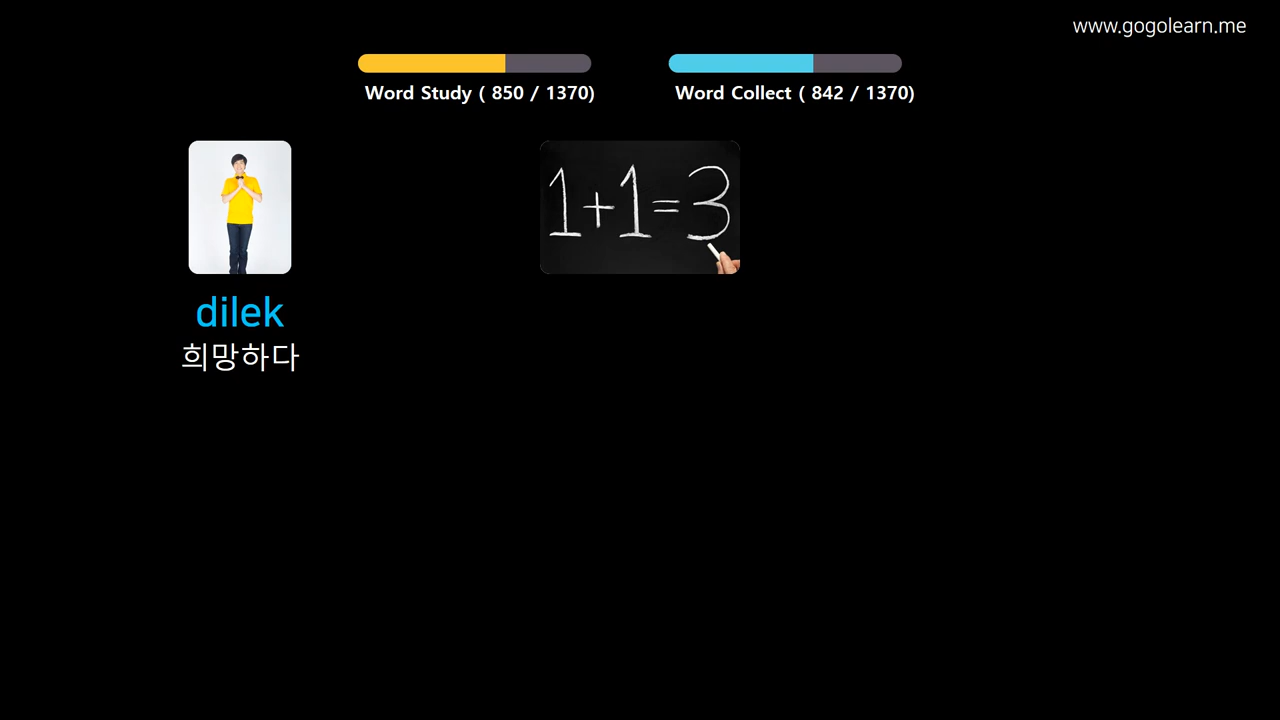 www.gogolearn.me
Word Study ( 850 / 1370)
Word Collect ( 842 / 1370)
1+1=3
dilek
희망하다